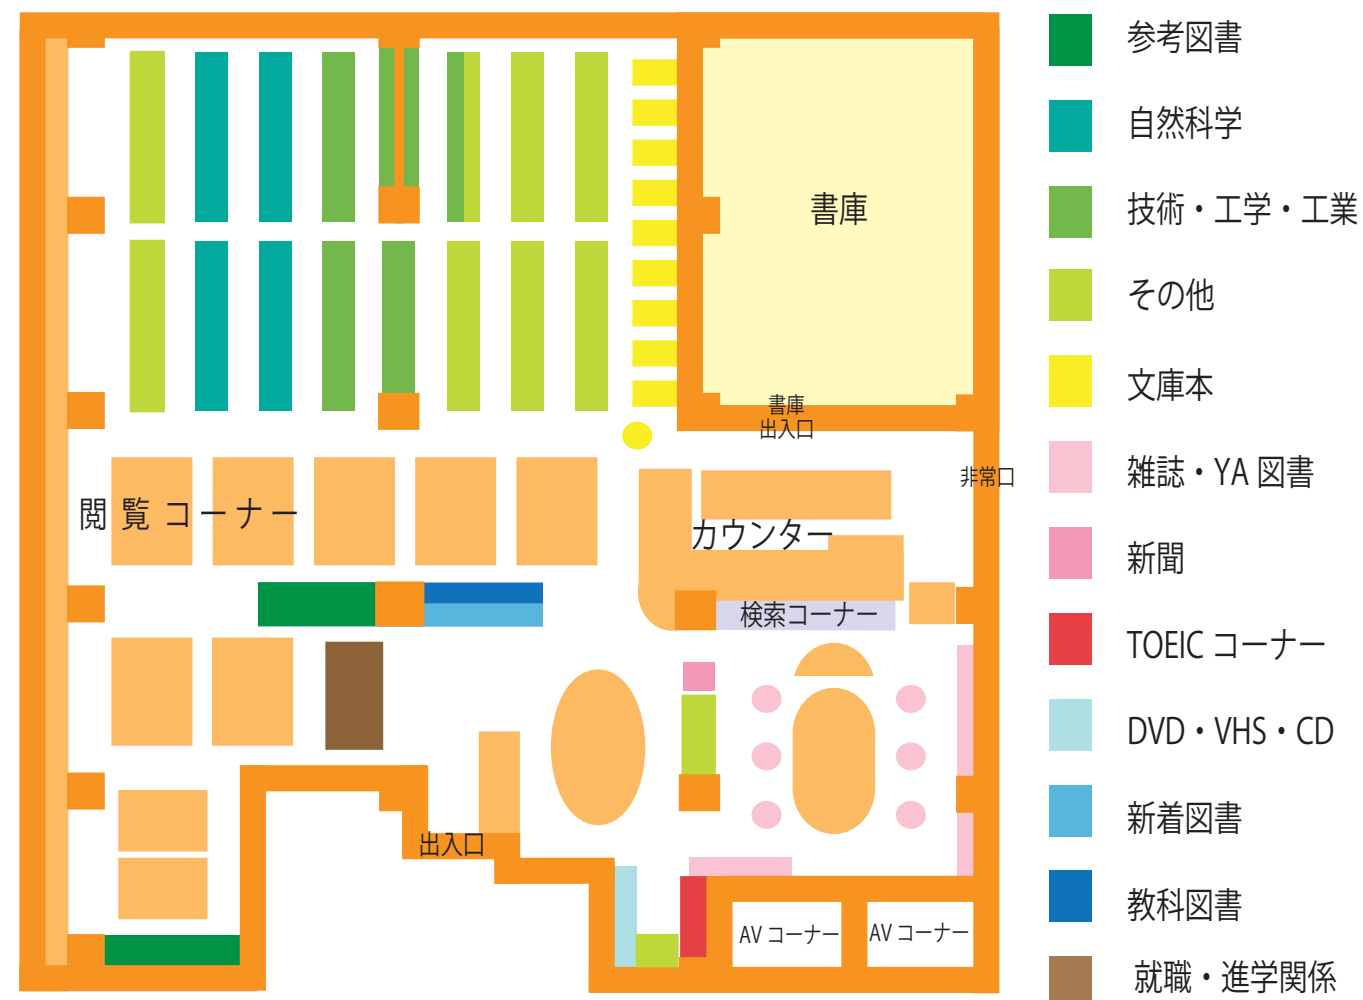 参考図書
自然科学
技術・工学・工業
書庫
その他
文庫本
書庫
出入口
雑誌・YA 図書
非常口
閲 覧 コーナー
カウンター
新聞
検索コーナー
TOEIC コーナー
DVD・VHS・CD
新着図書
出入口
教科図書
AV コーナー
AV コーナー
就職・進学関係